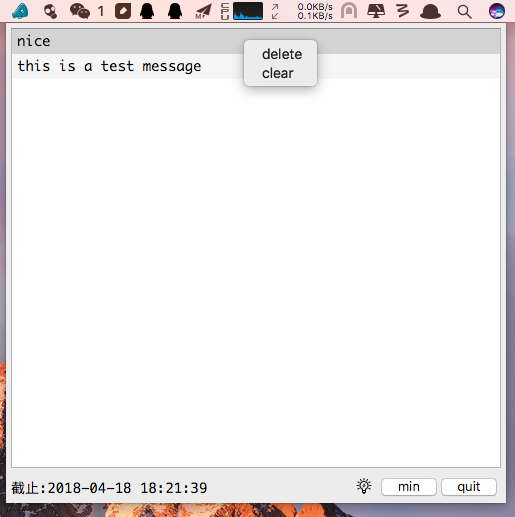 1
CPU
0.0KB/s
0.1KB/s
nice
this is a test message
delete
clear
截止:2018-04-18 18:21:39
min
quit